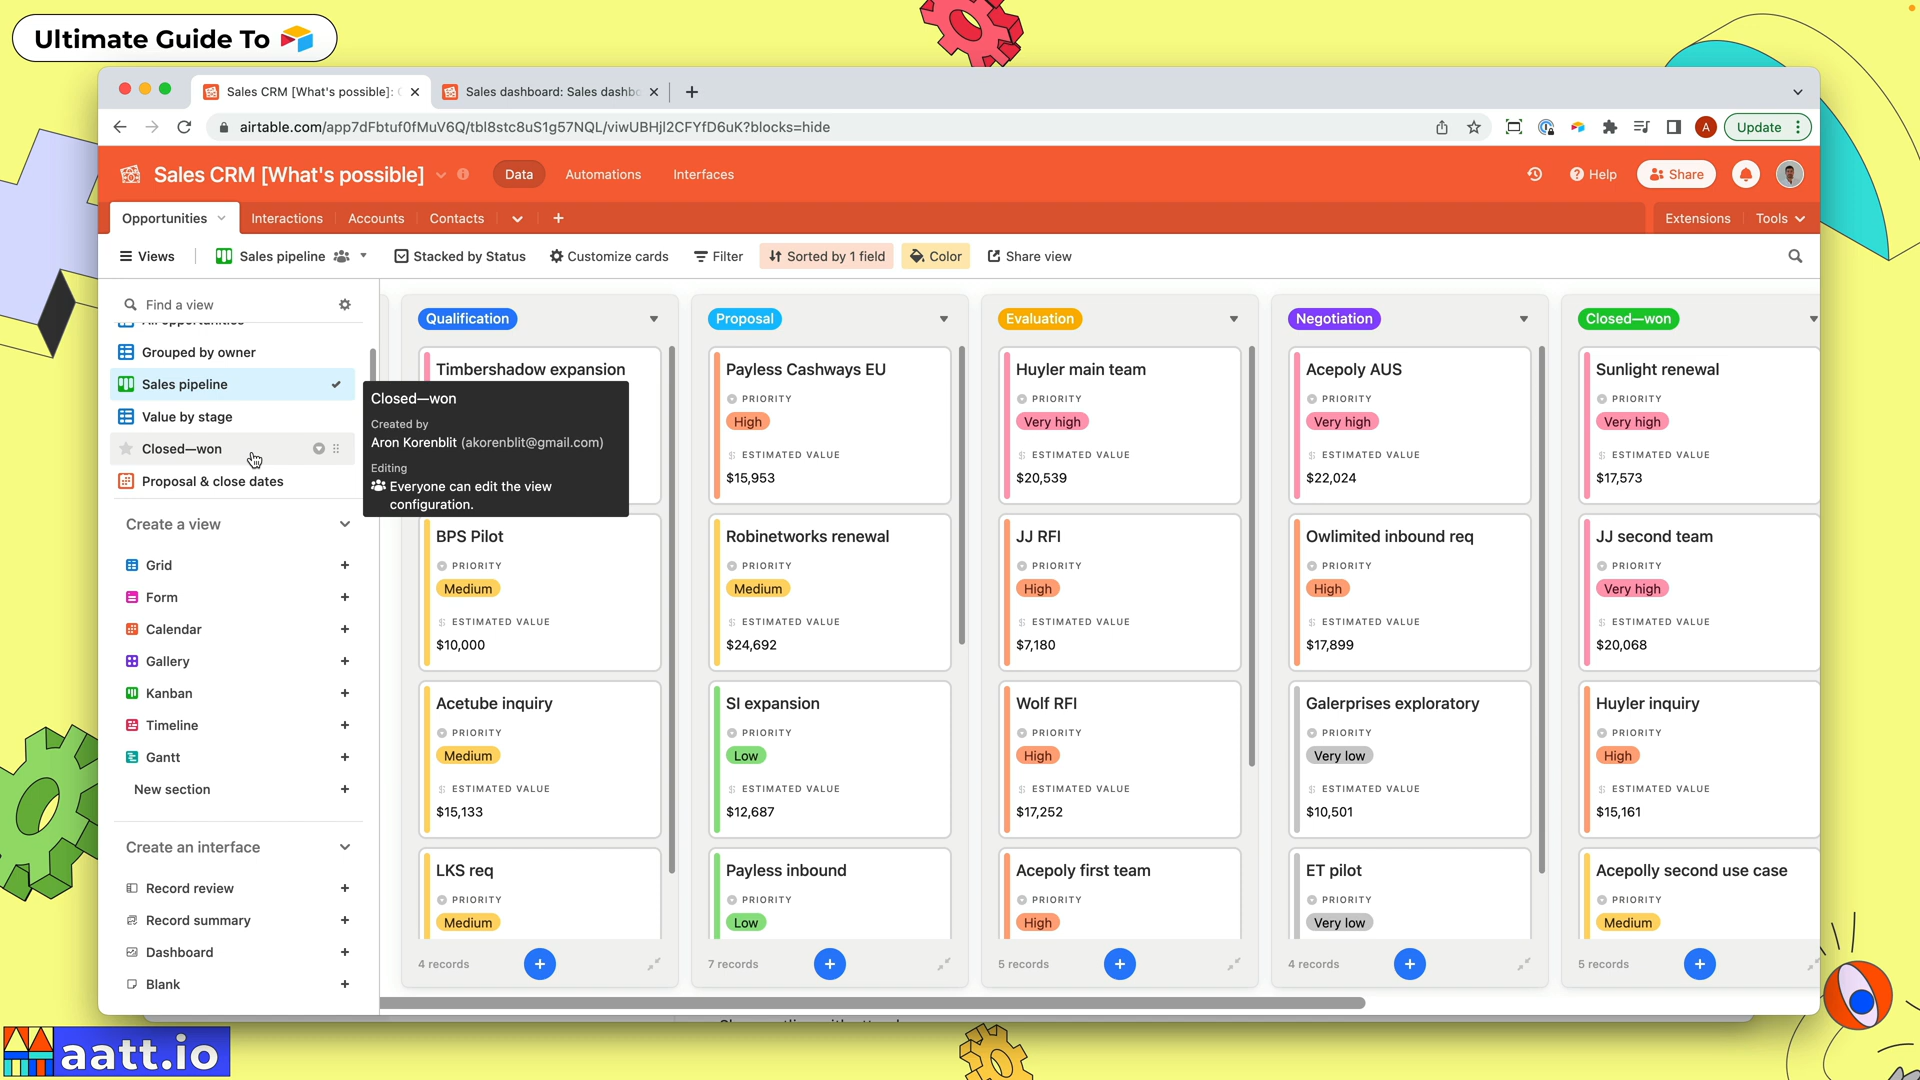 Ultimate Guide To
Sales CRM [What's possible]:
Sales dashboard: Sales dashbo
airtable.com/app7dFbtuf0fMuV6Q/tbl8stc8uS1g57NQL/viwUBHjl2CFYfD6uK?blocks=hide
A
Update
Sales CRM [What's possible]
Data
Automations
Interfaces
Help
Share
Opportunities
Interactions
Accounts
Contacts
Extensions
Tools
Views
Sales pipeline
Stacked by Status
Customize cards
Filter
Sorted by 1 field
Color
Share view
Find a view
All opportunities
Grouped by owner
Sales pipeline
Value by stage
Closed—won
Proposal & close dates
Create a view
Grid
Form
Calendar
Gallery
Kanban
Timeline
Gantt
New section
Create an interface
Record review
Record summary
Dashboard
Blank
Closed—won
Created by
Aron Korenblit (akorenblit@gmail.com)
Editing
Everyone can edit the view
configuration.
Qualification
Timbershadow expansion
BPS Pilot
PRIORITY
Medium
ESTIMATED VALUE
$10,000
Acetube inquiry
PRIORITY
Medium
ESTIMATED VALUE
$15,133
LKS req
PRIORITY
Medium
4 records
Proposal
Payless Cashways EU
PRIORITY
High
ESTIMATED VALUE
$15,953
Robinetworks renewal
PRIORITY
Medium
ESTIMATED VALUE
$24,692
SI expansion
PRIORITY
Low
ESTIMATED VALUE
$12,687
Payless inbound
PRIORITY
Low
7 records
Evaluation
Huyler main team
PRIORITY
Very high
ESTIMATED VALUE
$20,539
JJ RFI
PRIORITY
High
ESTIMATED VALUE
$7,180
Wolf RFI
PRIORITY
High
ESTIMATED VALUE
$17,252
Acepoly first team
PRIORITY
High
5 records
Negotiation
Acepoly AUS
PRIORITY
Very high
ESTIMATED VALUE
$22,024
Owlimited inbound req
PRIORITY
High
ESTIMATED VALUE
$17,899
Galerprises exploratory
PRIORITY
Very low
ESTIMATED VALUE
$10,501
ET pilot
PRIORITY
Very low
4 records
Closed—won
Sunlight renewal
PRIORITY
Very high
ESTIMATED VALUE
$17,573
JJ second team
PRIORITY
Very high
ESTIMATED VALUE
$20,068
Huyler inquiry
PRIORITY
High
ESTIMATED VALUE
$15,161
Acepolly second use case
PRIORITY
Medium
5 records
aatt.io